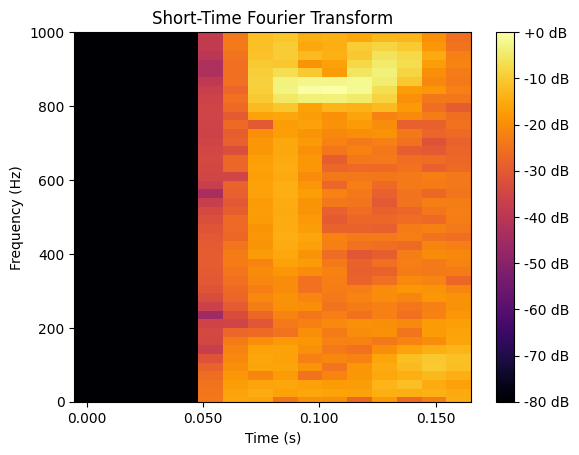 Short-Time Fourier Transform
1000
800
600
400
200
0
Frequency (Hz)
0.000
0.050
0.100
0.150
Time (s)
+0 dB
-10 dB
-20 dB
-30 dB
-40 dB
-50 dB
-60 dB
-70 dB
-80 dB